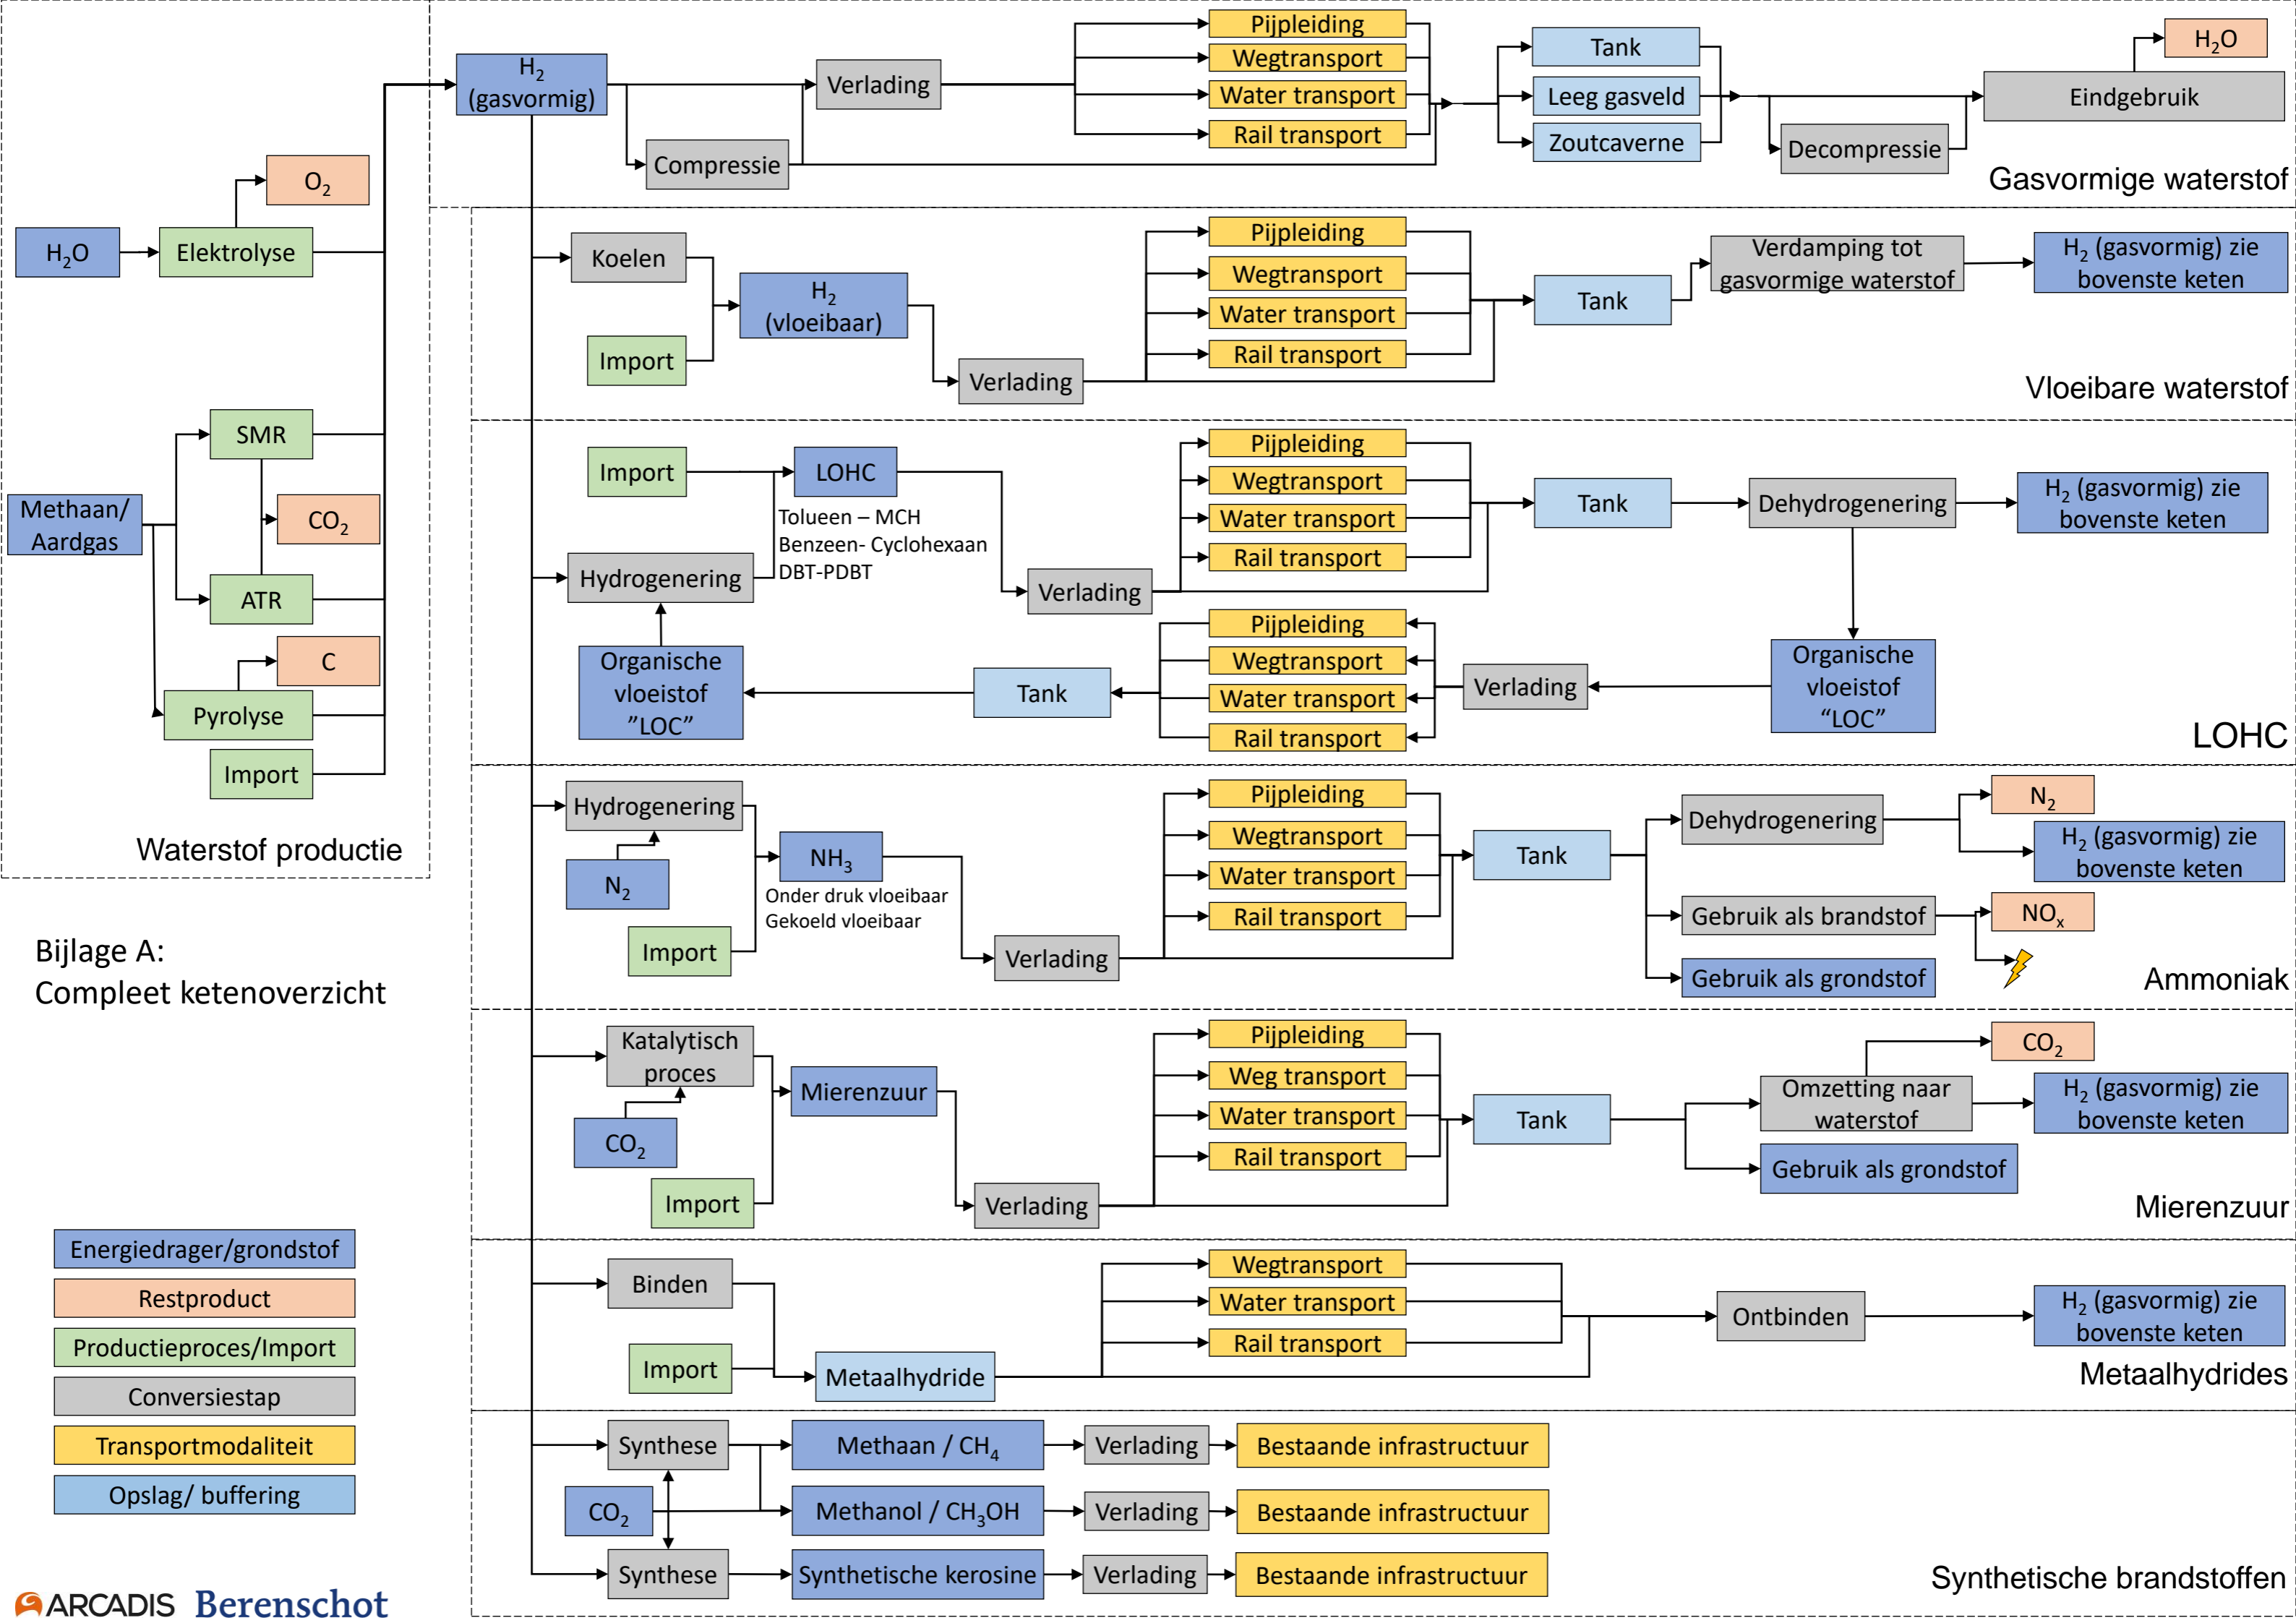 H₂
(gasvormig)
Verlading
Compressie
Pijpleiding
Wegtransport
Water transport
Rail transport
Tank
Leeg gasveld
Zoutcaverne
Decompressie
Eindgebruik
H₂O
Gasvormige waterstof
O₂
H₂O
Elektrolyse
SMR
Methaan/
Aardgas
CO₂
ATR
C
Pyrolyse
Import
Waterstof productie
Koelen
Import
H₂
(vloeibaar)
Verlading
Pijpleiding
Wegtransport
Water transport
Rail transport
Tank
Verdamping tot
gasvormige waterstof
H₂ (gasvormig) zie
bovenste keten
Vloeibare waterstof
Import
LOHC
Tolueen – MCH
Benzeen- Cyclohexaan
DBT-PDBT
Hydrogenering
Verlading
Pijpleiding
Wegtransport
Water transport
Rail transport
Tank
Dehydrogenering
H₂ (gasvormig) zie
bovenste keten
Organische
vloeistof
”LOC”
Tank
Pijpleiding
Wegtransport
Water transport
Rail transport
Verlading
Organische
vloeistof
“LOC”
LOHC
Hydrogenering
N₂
Import
NH₃
Onder druk vloeibaar
Gekoeld vloeibaar
Verlading
Pijpleiding
Wegtransport
Water transport
Rail transport
Tank
Dehydrogenering
N₂
H₂ (gasvormig) zie
bovenste keten
Gebruik als brandstof
NOₓ
Gebruik als grondstof
Ammoniak
Bijlage A:
Compleet ketenoverzicht
Katalytisch
proces
CO₂
Import
Mierenzuur
Verlading
Pijpleiding
Weg transport
Water transport
Rail transport
Tank
CO₂
Omzetting naar
waterstof
H₂ (gasvormig) zie
bovenste keten
Gebruik als grondstof
Mierenzuur
Binden
Import
Metaalhydride
Wegtransport
Water transport
Rail transport
Ontbinden
H₂ (gasvormig) zie
bovenste keten
Metaalhydrides
Synthese
Methaan / CH₄
Verlading
Bestaande infrastructuur
CO₂
Methanol / CH₃OH
Verlading
Bestaande infrastructuur
Synthese
Synthetische kerosine
Verlading
Bestaande infrastructuur
Synthetische brandstoffen
Energiedrager/grondstof
Restproduct
Productieproces/Import
Conversiestap
Transportmodaliteit
Opslag/ buffering
ARCADIS Berenschot